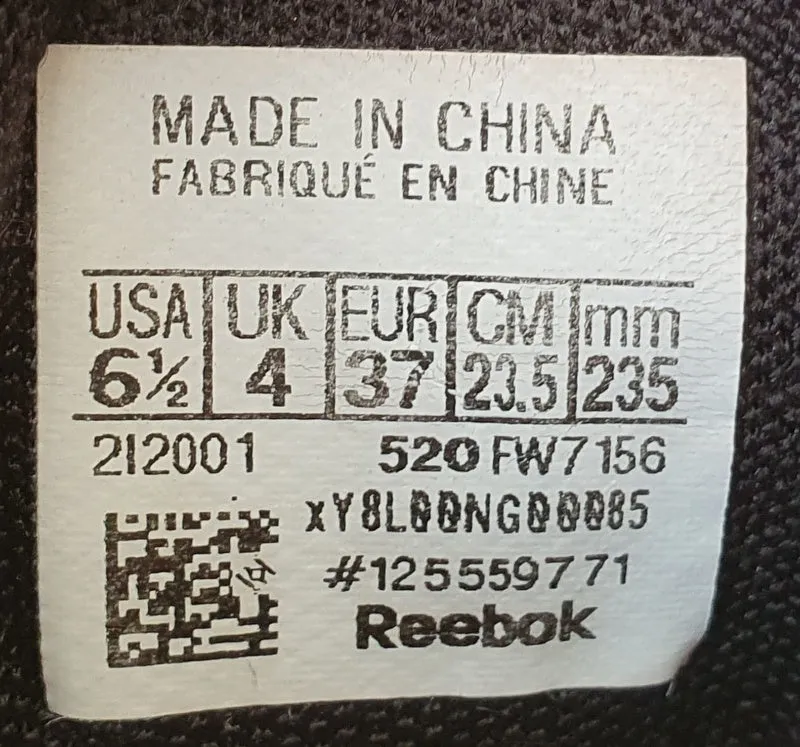 MADE IN CHINA
FABRIQUÉ EN CHINE
USA UK EUR CM mm
6½ 4 37 23.5 235
2I2001 520 FW7156
xY8L00NG00085
#125559771
Reebok